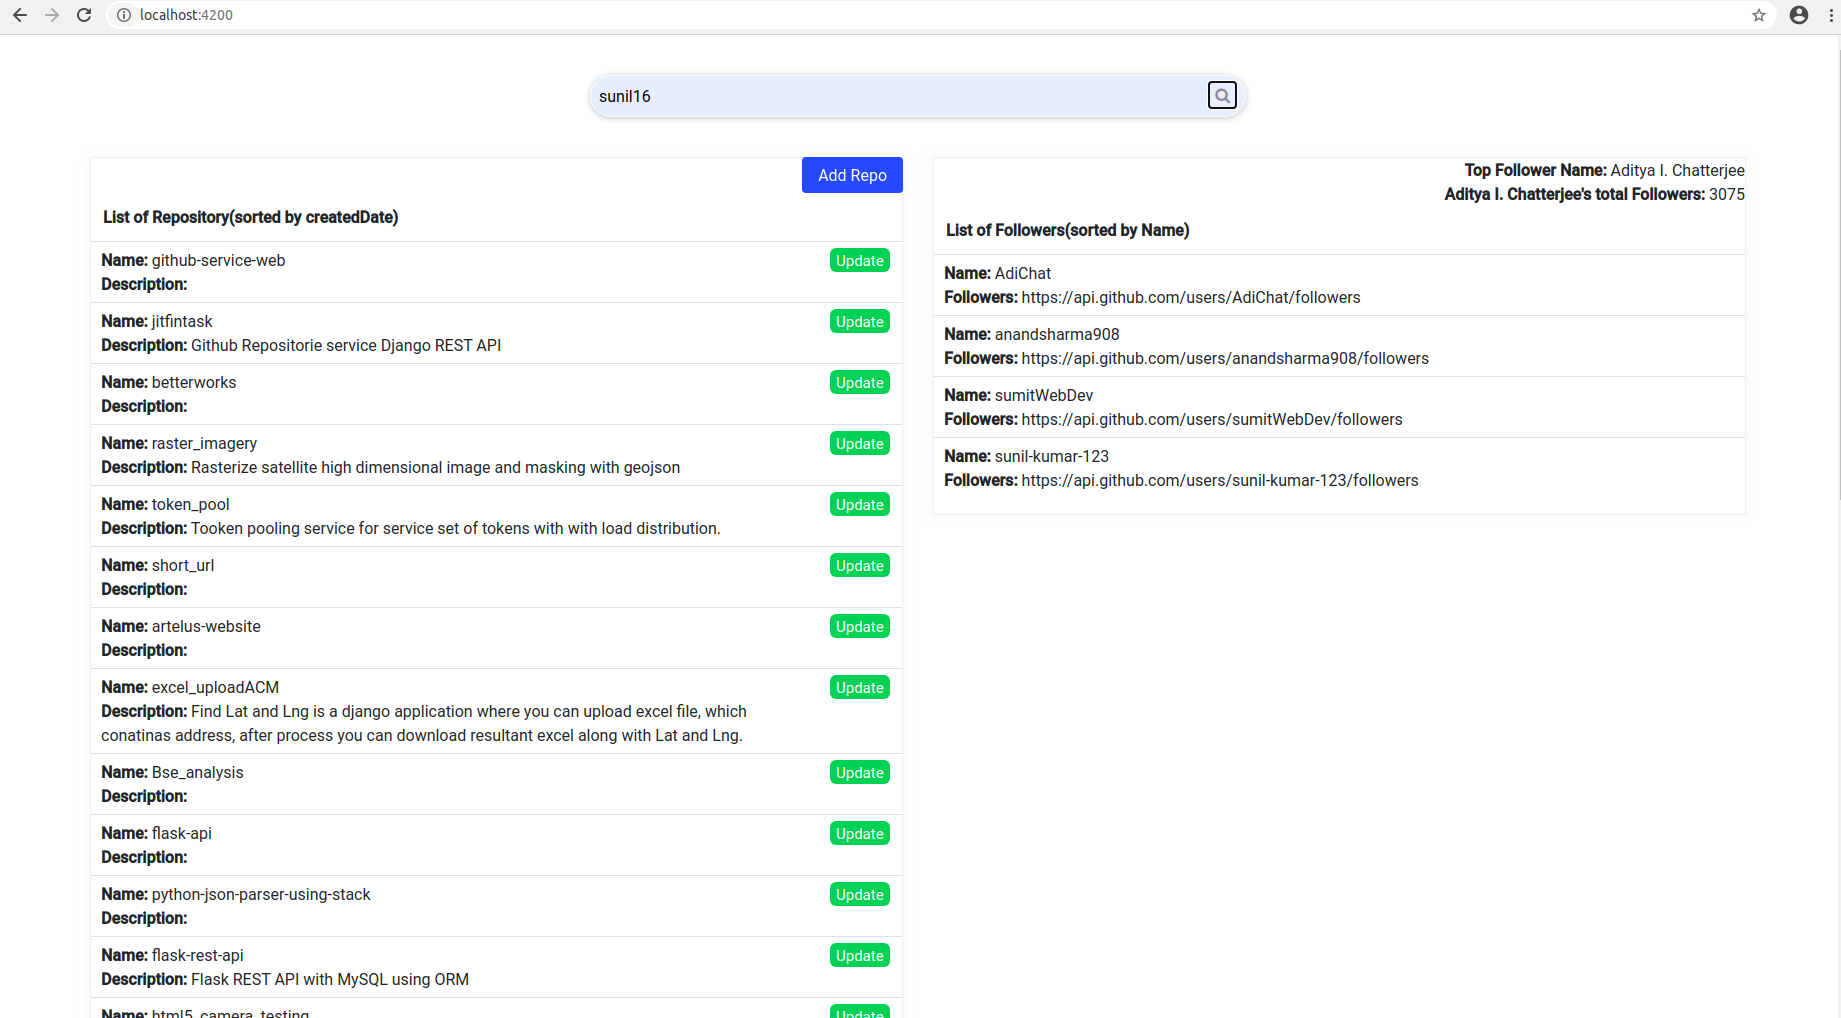 localhost:4200
sunil16
Add Repo
List of Repository(sorted by createdDate)
Name: github-service-web
Update
Description:
Name: jitfintask
Update
Description: Github Repositorie service Django REST API
Name: betterworks
Update
Description:
Name: raster_imagery
Update
Description: Rasterize satellite high dimensional image and masking with geojson
Name: token_pool
Update
Description: Tooken pooling service for service set of tokens with with load distribution.
Name: short_url
Update
Description:
Name: artelus-website
Update
Description:
Name: excel_uploadACM
Update
Description: Find Lat and Lng is a django application where you can upload excel file, which
conatinas address, after process you can download resultant excel along with Lat and Lng.
Name: Bse_analysis
Update
Description:
Name: flask-api
Update
Description:
Name: python-json-parser-using-stack
Update
Description:
Name: flask-rest-api
Update
Description: Flask REST API with MySQL using ORM
Name: html5_camera_testing
Update
Top Follower Name: Aditya I. Chatterjee
Aditya I. Chatterjee's total Followers: 3075
List of Followers(sorted by Name)
Name: AdiChat
Followers: https://api.github.com/users/AdiChat/followers
Name: anandsharma908
Followers: https://api.github.com/users/anandsharma908/followers
Name: sumitWebDev
Followers: https://api.github.com/users/sumitWebDev/followers
Name: sunil-kumar-123
Followers: https://api.github.com/users/sunil-kumar-123/followers